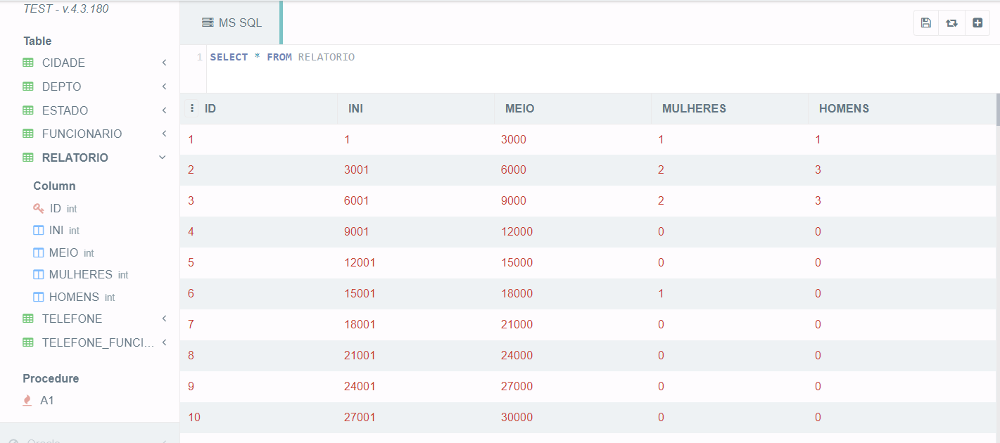 TEST - v.4.3.180
Table
CIDADE
DEPTO
ESTADO
FUNCIONARIO
RELATORIO
Column
ID int
INI int
MEIO int
MULHERES int
HOMENS int
TELEFONE
TELEFONE_FUNCI...
Procedure
A1
MS SQL
1 SELECT * FROM RELATORIO
ID INI MEIO MULHERES HOMENS
1 1 3000 1 1
2 3001 6000 2 3
3 6001 9000 2 3
4 9001 12000 0 0
5 12001 15000 0 0
6 15001 18000 1 0
7 18001 21000 0 0
8 21001 24000 0 0
9 24001 27000 0 0
10 27001 30000 0 0